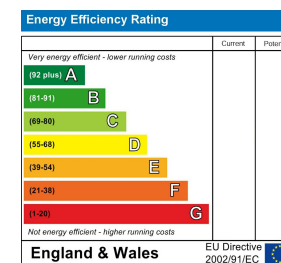 Energy Efficiency Rating
Current Poten
Very energy efficient - lower running costs
(92 plus) A
(81-91) B
(69-80) C
(55-68) D
(39-54) E
(21-38) F
(1-20) G
Not energy efficient - higher running costs
England & Wales
EU Directive
2002/91/EC